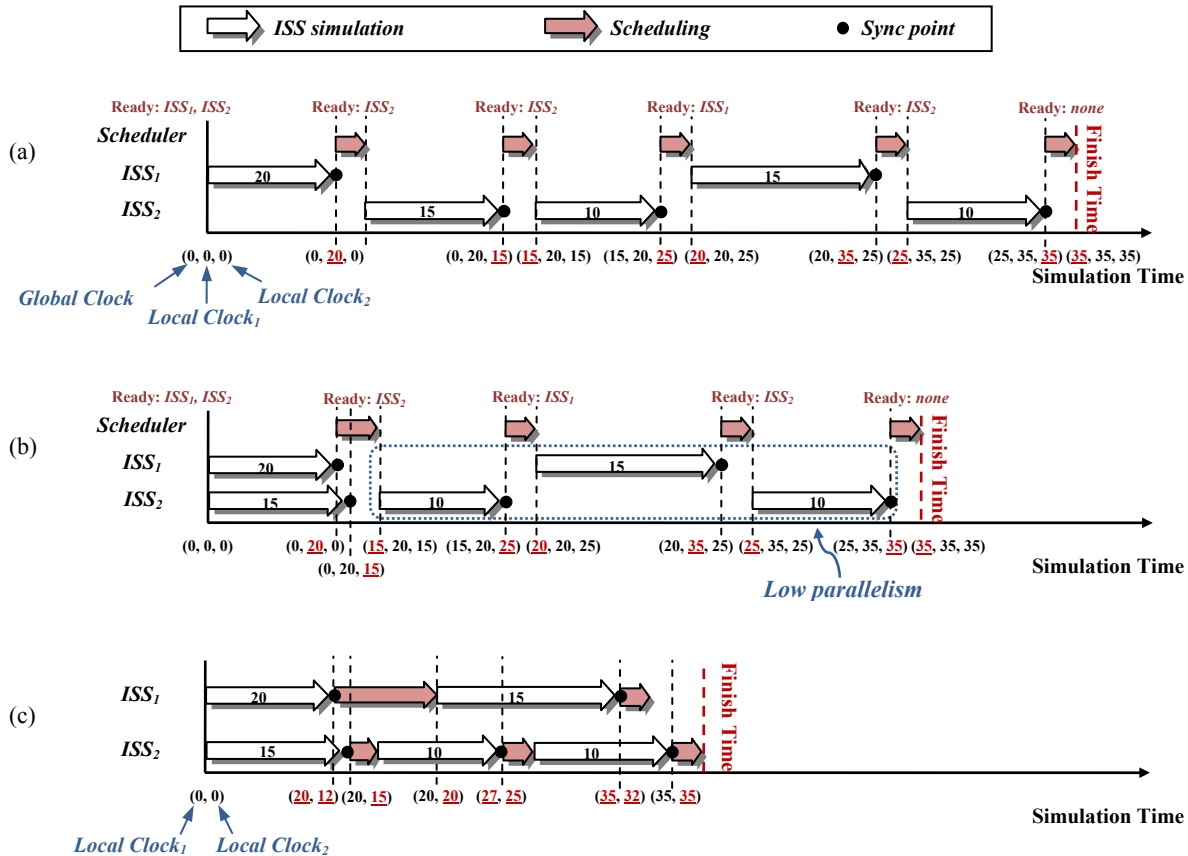 ISS simulation Scheduling Sync point
Ready: ISS1, ISS2 Ready: ISS2 Ready: ISS2 Ready: ISS1 Ready: ISS2 Ready: none
(a)
Scheduler
ISS1 20 15
ISS2 15 10 10
Finish Time
(0, 0, 0) (0, 20, 0) (0, 20, 15) (15, 20, 15) (15, 20, 25) (20, 20, 25) (20, 35, 25) (25, 35, 25) (25, 35, 35) (35, 35, 35)
Simulation Time
Global Clock Local Clock1 Local Clock2
Ready: ISS1, ISS2 Ready: ISS2 Ready: ISS1 Ready: ISS2 Ready: none
(b)
Scheduler
ISS1 20 15
ISS2 15 10 10
Finish Time
(0, 0, 0) (0, 20, 0) (15, 20, 15) (15, 20, 25) (20, 20, 25) (20, 35, 25) (25, 35, 25) (25, 35, 35) (35, 35, 35)
(0, 20, 15)
Simulation Time
Low parallelism
(c)
ISS1 20 15
ISS2 15 10 10
Finish Time
(0, 0) (20, 12) (20, 15) (20, 20) (27, 25) (35, 32) (35, 35)
Simulation Time
Local Clock1 Local Clock2